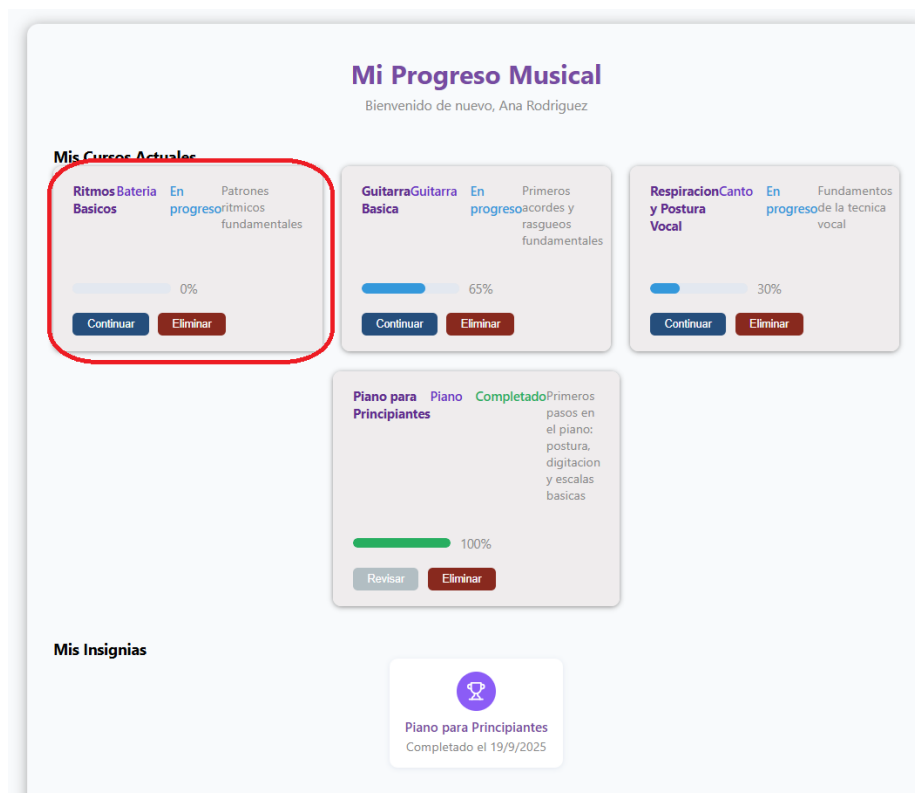 Mi Progreso Musical
Bienvenido de nuevo, Ana Rodriguez
Mis Cursos Actuales
Ritmos Basicos
Bateria
En progreso
Patrones
ritmicos
fundamentales
0%
Continuar Eliminar
Guitarra Basica
Guitarra
En progreso
Primeros
acordes y
rasgueos
fundamentales
65%
Continuar Eliminar
Respiracion
y Postura
Vocal
Canto
En progreso
Fundamentos
de la tecnica
vocal
30%
Continuar Eliminar
Piano para
Principiantes
Piano
Completado
Primeros
pasos en
el piano:
postura,
digitacion
y escalas
basicas
100%
Revisar Eliminar
Mis Insignias
Piano para Principiantes
Completado el 19/9/2025